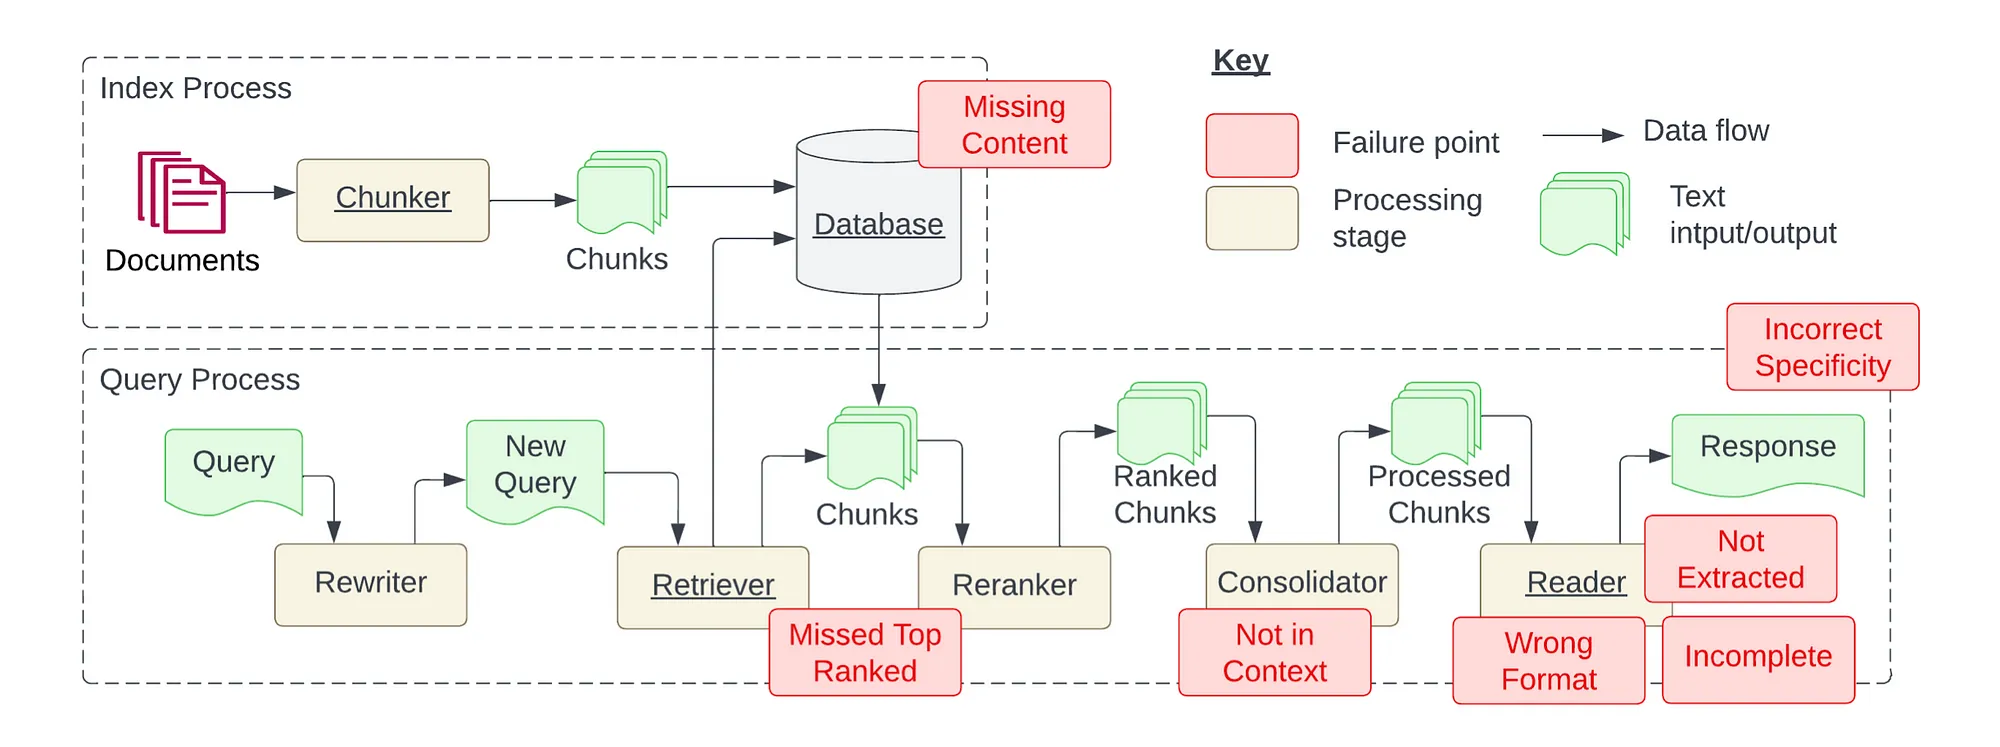 Index Process
Documents
Chunker
Chunks
Database
Missing
Content
Key
Failure point
Data flow
Processing
stage
Text
intput/output
Query Process
Query
Rewriter
New
Query
Retriever
Missed Top
Ranked
Chunks
Reranker
Ranked
Chunks
Consolidator
Not in
Context
Processed
Chunks
Reader
Wrong
Format
Not
Extracted
Incomplete
Response
Incorrect
Specificity